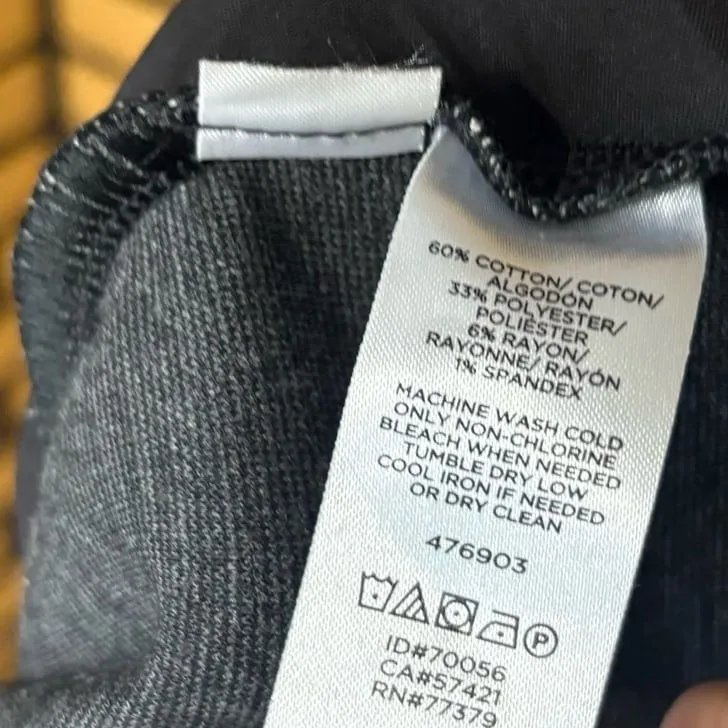 60% COTTON/COTON/
ALGODÓN
33% POLYESTER/
POLIÉSTER
6% RAYON/
RAYONNE/RAYÓN
1% SPANDEX
MACHINE WASH COLD
ONLY NON-CHLORINE
BLEACH WHEN NEEDED
TUMBLE DRY LOW
COOL IRON IF NEEDED
OR DRY CLEAN
476903
P
ID#70056
CA#57421
RN#77379